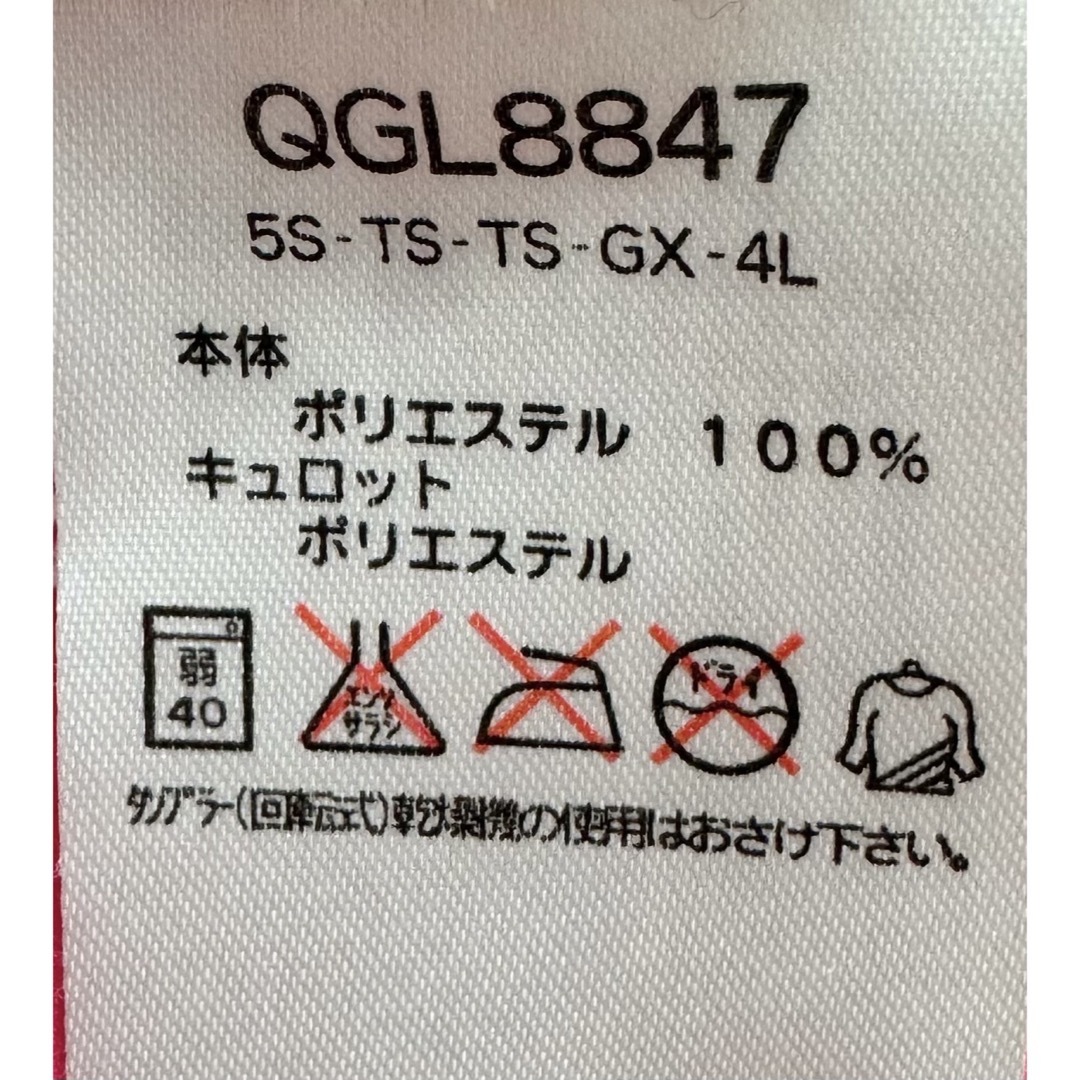 QGL8847
5S-TS-TS-GX-4L
本体
ポリエステル 100%
キュロット
ポリエステル
弱
40
エンソ
サラシ
ドライ
タンブラー(回転式)乾燥機の使用はおさけ下さい。